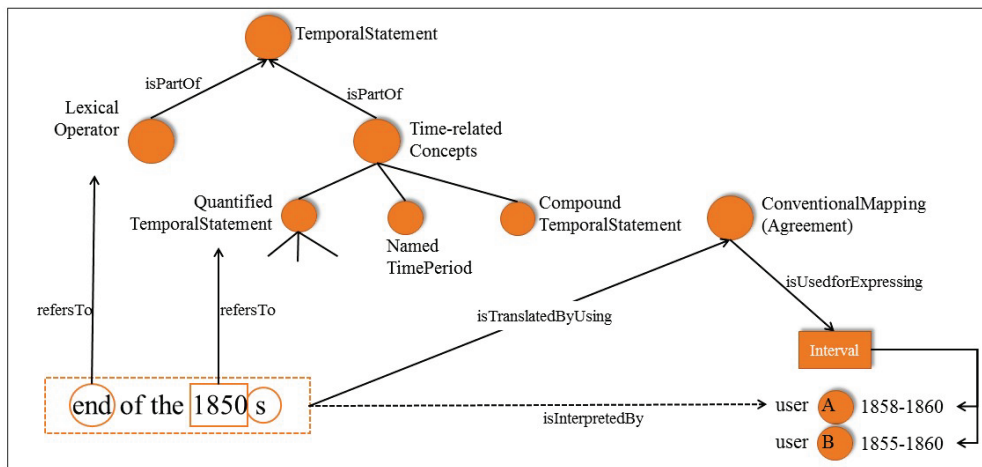 TemporalStatement
isPartOf
isPartOf
Lexical
Operator
Time-related
Concepts
Quantified
TemporalStatement
Named
TimePeriod
Compound
TemporalStatement
ConventionalMapping
(Agreement)
isUsedforExpressing
refersTo
refersTo
isTranslatedByUsing
Interval
end of the 1850 s
isInterpretedBy
user A 1858-1860
user B 1855-1860